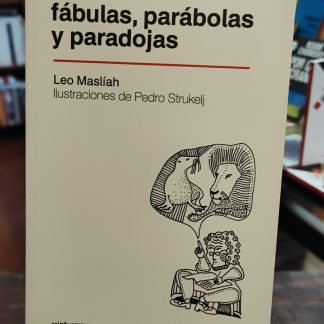 fábulas, parábolas
y paradojas
Leo Maslíah
Ilustraciones de Pedro Strukelj